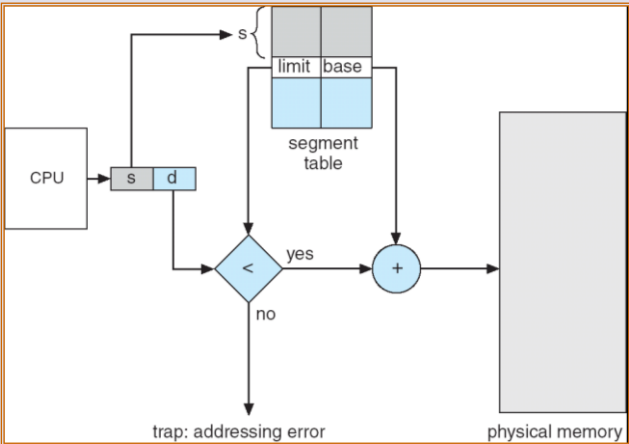 s
limit base
segment
table
CPU
s d
<
yes
+
no
trap: addressing error
physical memory